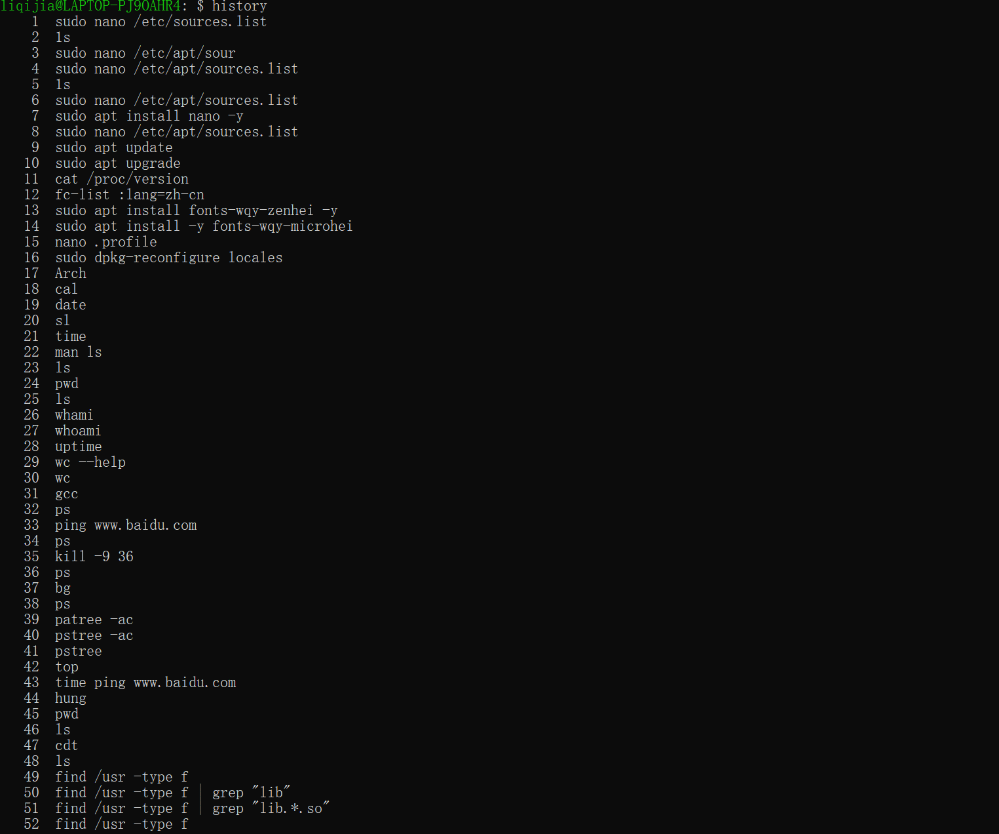 liqijia@LAPTOP-PJ9OAHR4: $ history
1 sudo nano /etc/sources.list
2 ls
3 sudo nano /etc/apt/sour
4 sudo nano /etc/apt/sources.list
5 ls
6 sudo nano /etc/apt/sources.list
7 sudo apt install nano -y
8 sudo nano /etc/apt/sources.list
9 sudo apt update
10 sudo apt upgrade
11 cat /proc/version
12 fc-list :lang=zh-cn
13 sudo apt install fonts-wqy-zenhei -y
14 sudo apt install -y fonts-wqy-microhei
15 nano .profile
16 sudo dpkg-reconfigure locales
17 Arch
18 cal
19 date
20 sl
21 time
22 man ls
23 ls
24 pwd
25 ls
26 whami
27 whoami
28 uptime
29 wc --help
30 wc
31 gcc
32 ps
33 ping www.baidu.com
34 ps
35 kill -9 36
36 ps
37 bg
38 ps
39 patree -ac
40 pstree -ac
41 pstree
42 top
43 time ping www.baidu.com
44 hung
45 pwd
46 ls
47 cdt
48 ls
49 find /usr -type f
50 find /usr -type f | grep "lib"
51 find /usr -type f | grep "lib.*.so"
52 find /usr -type f